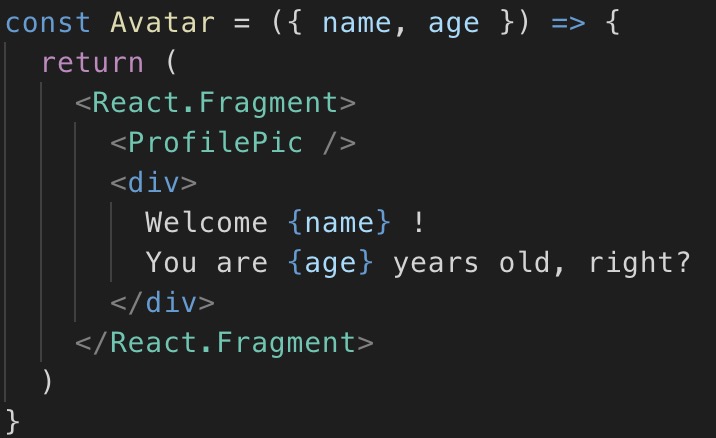 const Avatar = ({ name, age }) => {
  return (
    <React.Fragment>
      <ProfilePic />
      <div>
        Welcome {name} !
        You are {age} years old, right?
      </div>
    </React.Fragment>
  )
}